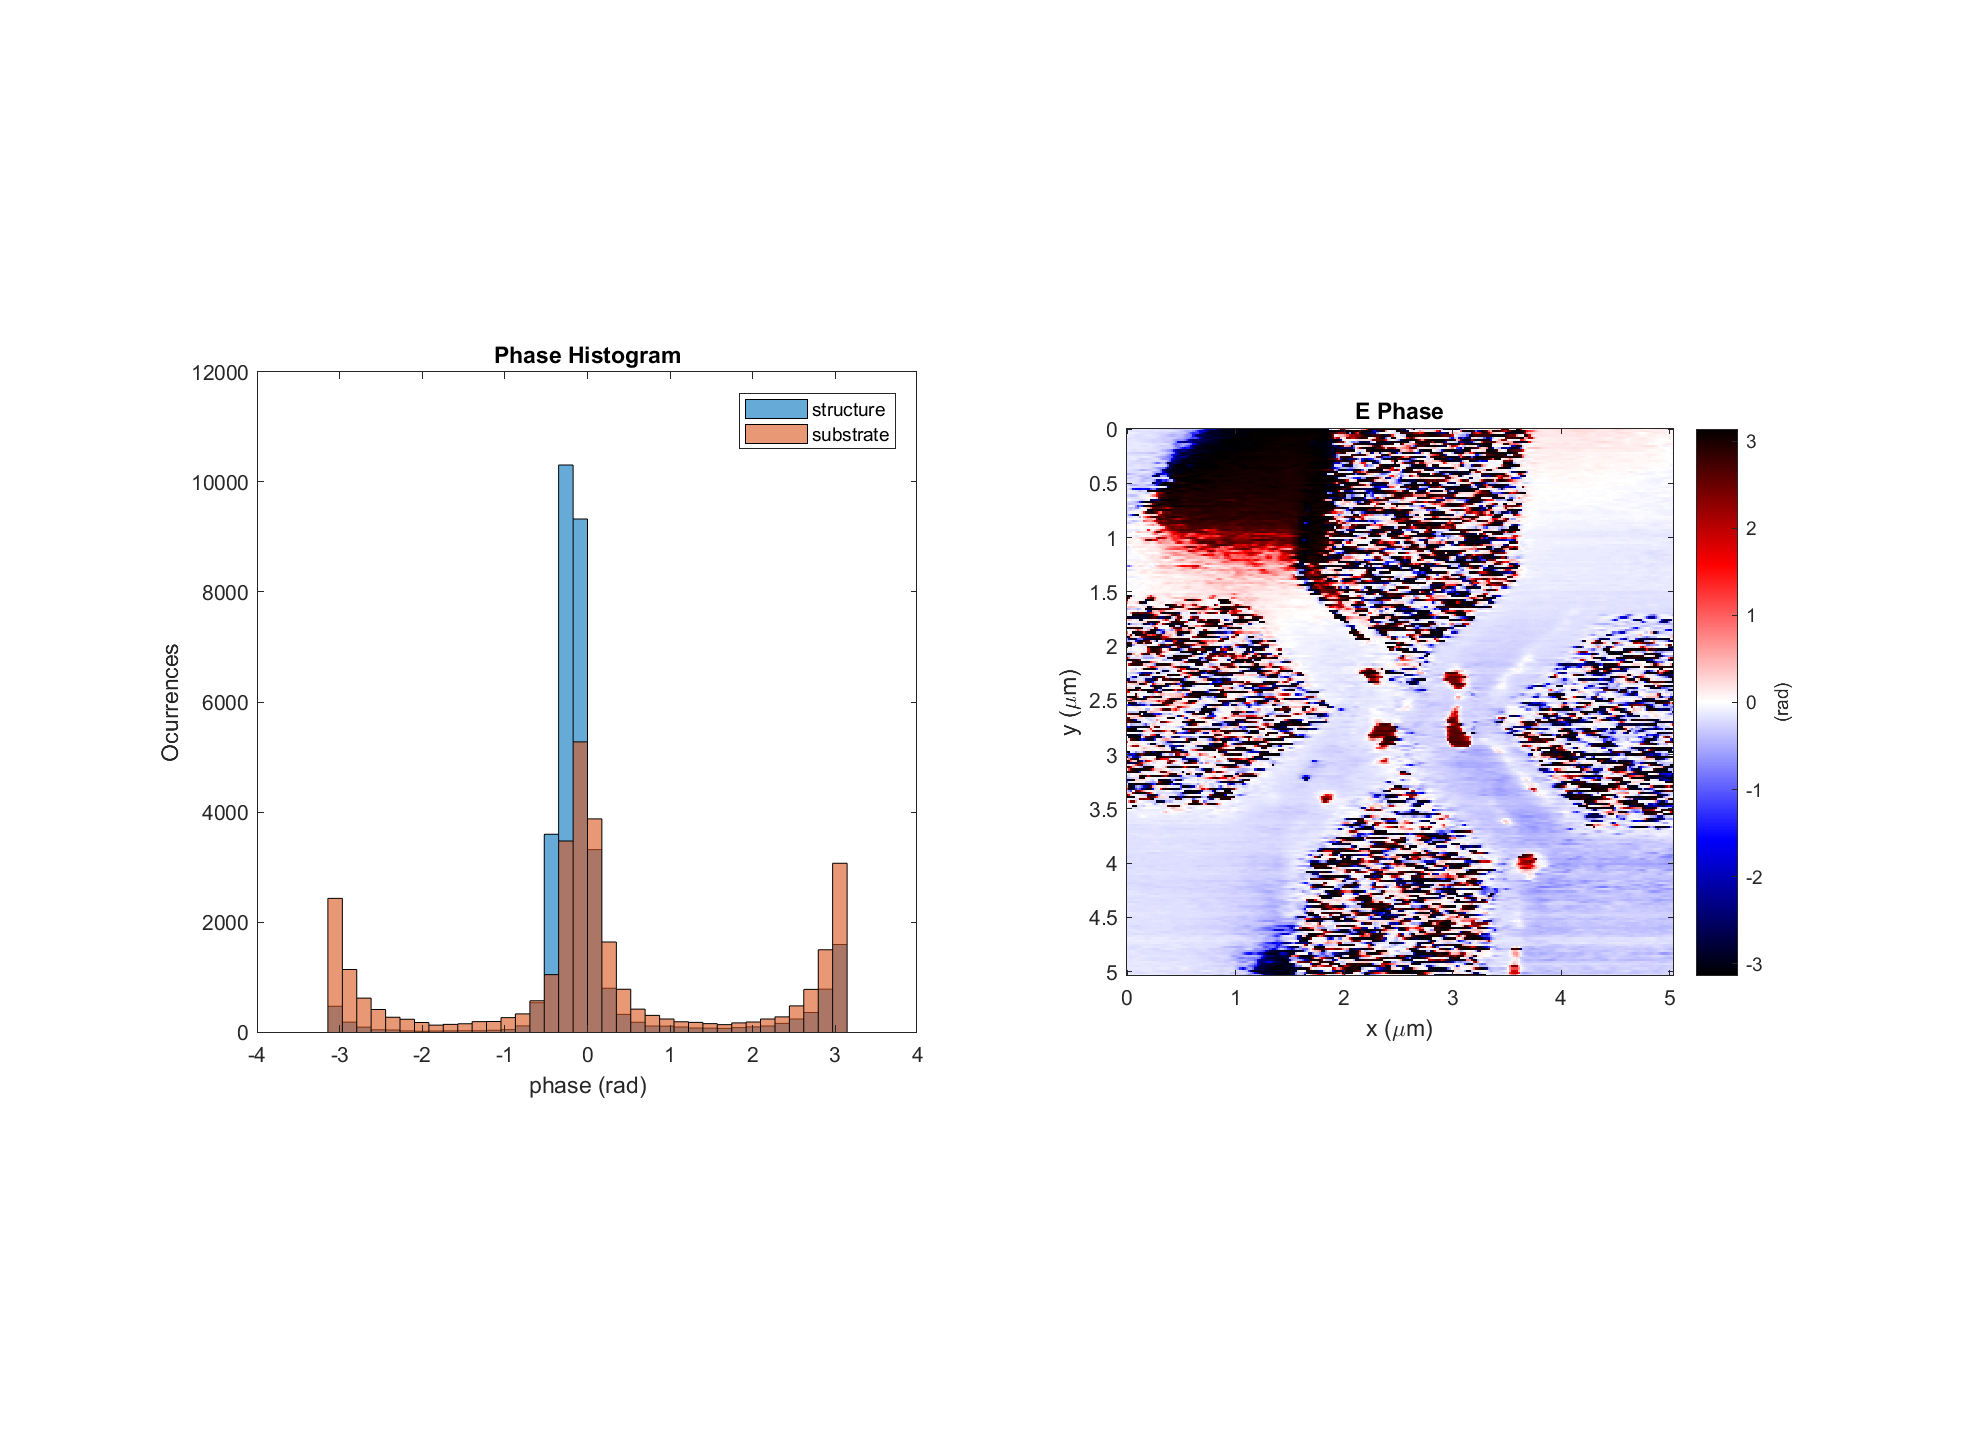 Phase Histogram
12000
10000
8000
6000
4000
2000
0
Ocurrences
-4 -3 -2 -1 0 1 2 3 4
phase (rad)
structure
substrate
E Phase
0
0.5
1
1.5
2
2.5
3
3.5
4
4.5
5
y (μm)
0 1 2 3 4 5
x (μm)
3
2
1
0
-1
-2
-3
(rad)